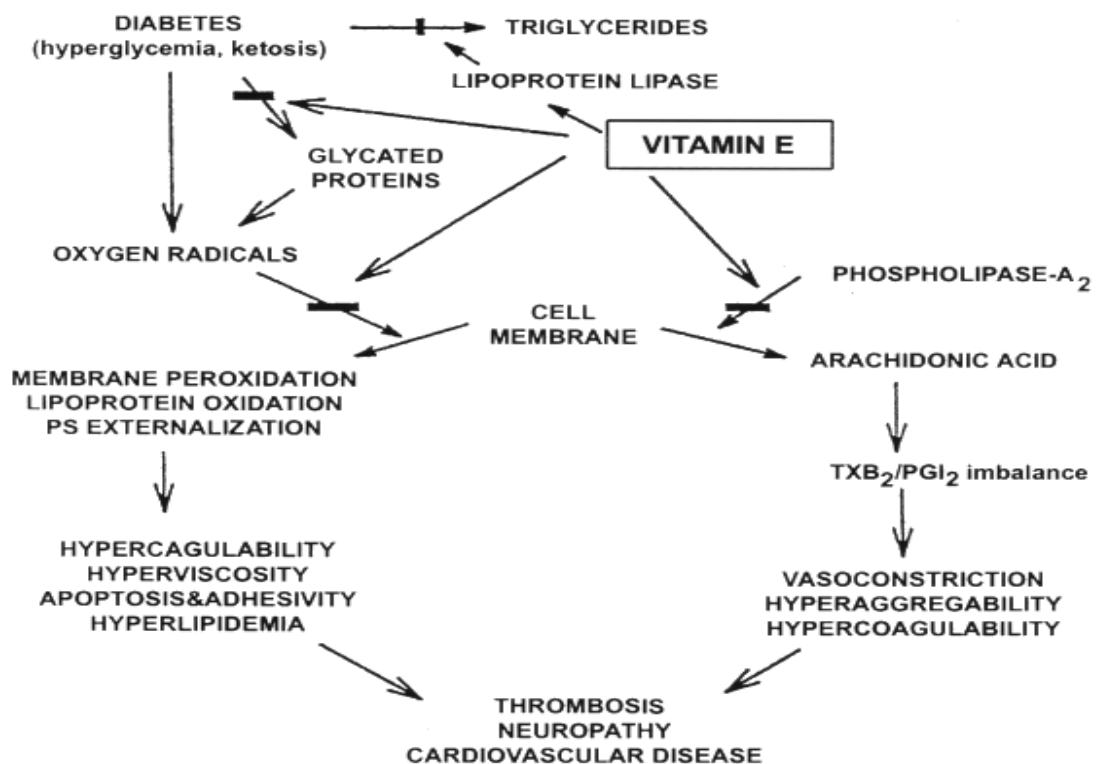 DIABETES
(hyperglycemia, ketosis)
TRIGLYCERIDES
LIPOPROTEIN LIPASE
VITAMIN E
GLYCATED
PROTEINS
OXYGEN RADICALS
PHOSPHOLIPASE-A2
CELL
MEMBRANE
ARACHIDONIC ACID
MEMBRANE PEROXIDATION
LIPOPROTEIN OXIDATION
PS EXTERNALIZATION
TXB2/PGI2 imbalance
HYPERCAGULABILITY
HYPERVISCOSITY
APOPTOSIS&ADHESIVITY
HYPERLIPIDEMIA
VASOCONSTRICTION
HYPERAGGREGABILITY
HYPERCOAGULABILITY
THROMBOSIS
NEUROPATHY
CARDIOVASCULAR DISEASE